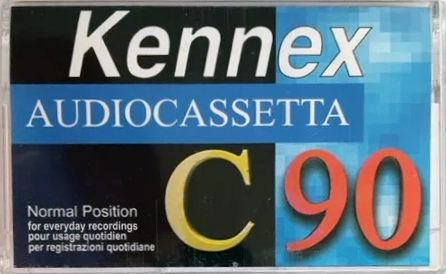 Kennex
AUDIOCASSETTA
C 90
Normal Position
for everyday recordings
pour usage quotidien
per registrazioni quotidiane